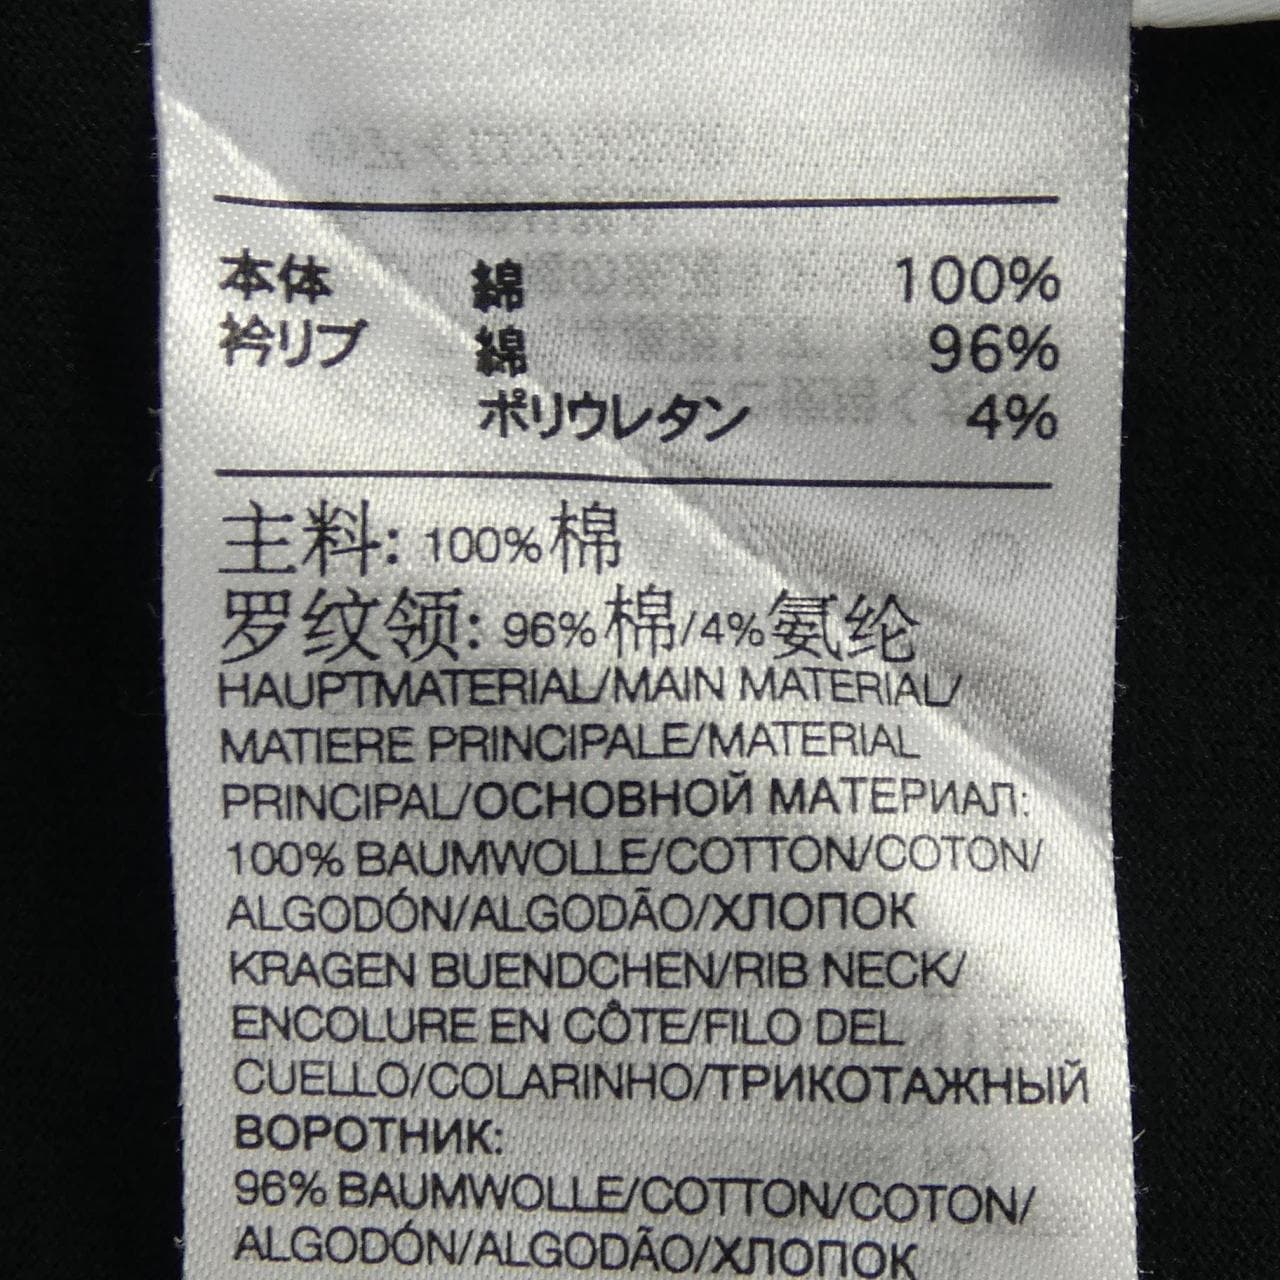 本体 綿 100%
衿リブ 綿 96%
ポリウレタン 4%
主料: 100%棉
罗纹领: 96%棉/4%氨纶
HAUPTMATERIAL/MAIN MATERIAL/
MATIERE PRINCIPALE/MATERIAL
PRINCIPAL/ОСНОВНОЙ МАТЕРИАЛ:
100% BAUMWOLLE/COTTON/COTON/
ALGODÓN/ALGODÃO/ХЛОПОК
KRAGEN BUENDCHEN/RIB NECK/
ENCOLURE EN CÔTE/FILO DEL
CUELLO/COLARINHO/ТРИКОТАЖНЫЙ
ВОРОТНИК:
96% BAUMWOLLE/COTTON/COTON/
ALGODÓN/ALGODÃO/ХЛОПОК